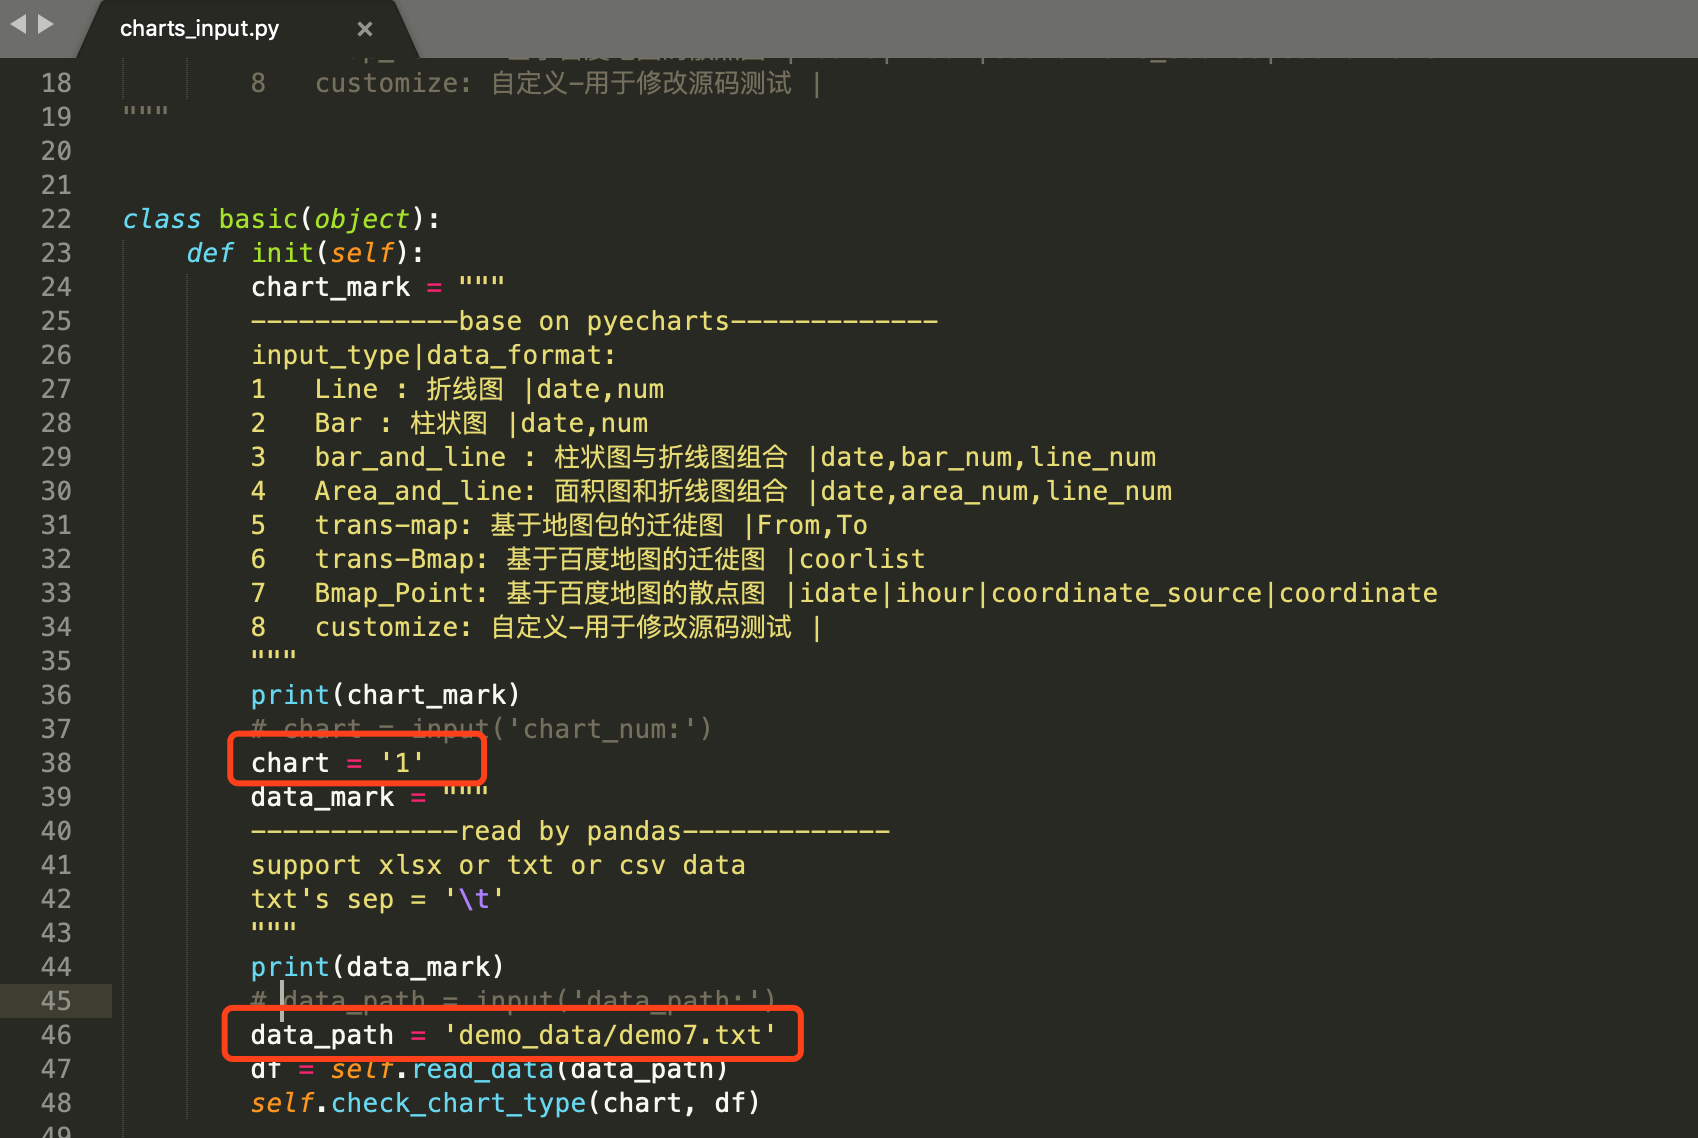 charts_input.py ×
18 8 customize: 自定义-用于修改源码测试 |
19 """
20
21
22 class basic(object):
23 def init(self):
24 chart_mark = """
25 -------------base on pyecharts-------------
26 input_type|data_format:
27 1 Line : 折线图 |date,num
28 2 Bar : 柱状图 |date,num
29 3 bar_and_line : 柱状图与折线图组合 |date,bar_num,line_num
30 4 Area_and_line: 面积图和折线图组合 |date,area_num,line_num
31 5 trans-map: 基于地图包的迁徙图 |From,To
32 6 trans-Bmap: 基于百度地图的迁徙图 |coorlist
33 7 Bmap_Point: 基于百度地图的散点图 |idate|ihour|coordinate_source|coordinate
34 8 customize: 自定义-用于修改源码测试 |
35 """
36 print(chart_mark)
37 # chart = input('chart_num:')
38 chart = '1'
39 data_mark = """
40 -------------read by pandas-------------
41 support xlsx or txt or csv data
42 txt's sep = '\t'
43 """
44 print(data_mark)
45 # data_path = input('data_path:')
46 data_path = 'demo_data/demo7.txt'
47 df = self.read_data(data_path)
48 self.check_chart_type(chart, df)
49